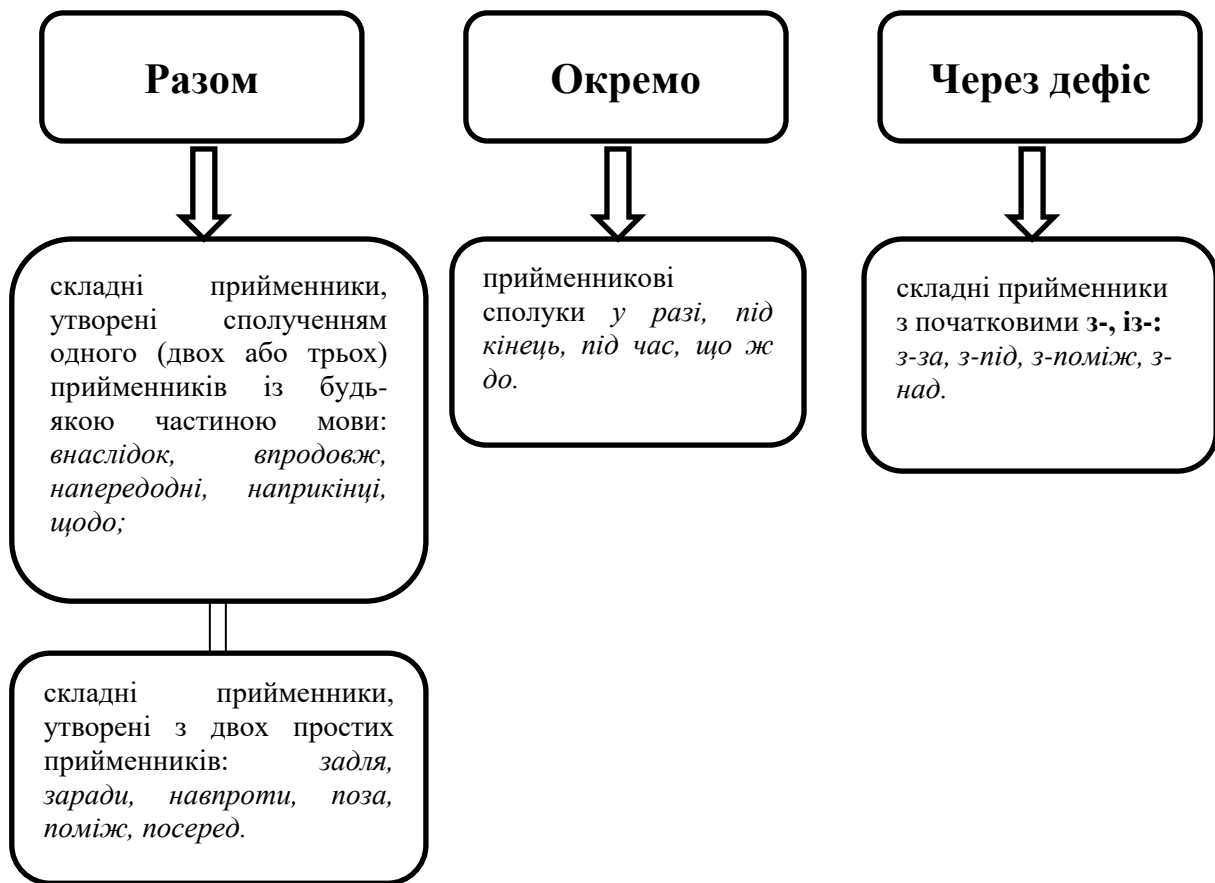 Разом
складні прийменники,
утворені сполученням
одного (двох або трьох)
прийменників із будь-
якою частиною мови:
внаслідок, впродовж,
напередодні, наприкінці,
щодо;
складні прийменники,
утворені з двох простих
прийменників: задля,
заради, навпроти, поза,
поміж, посеред.
Окремо
прийменникові
сполуки у разі, під
кінець, під час, що ж
до.
Через дефіс
складні прийменники
з початковими з-, із-:
з-за, з-під, з-поміж, з-
над.